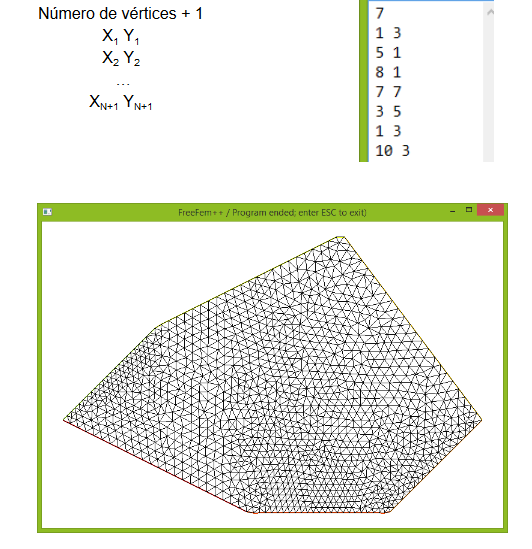 Número de vértices + 1
X1 Y1
X2 Y2
...
XN+1 YN+1
7
1 3
5 1
8 1
7 7
3 5
1 3
10 3
FreeFem++ / Program ended; enter ESC to exit)